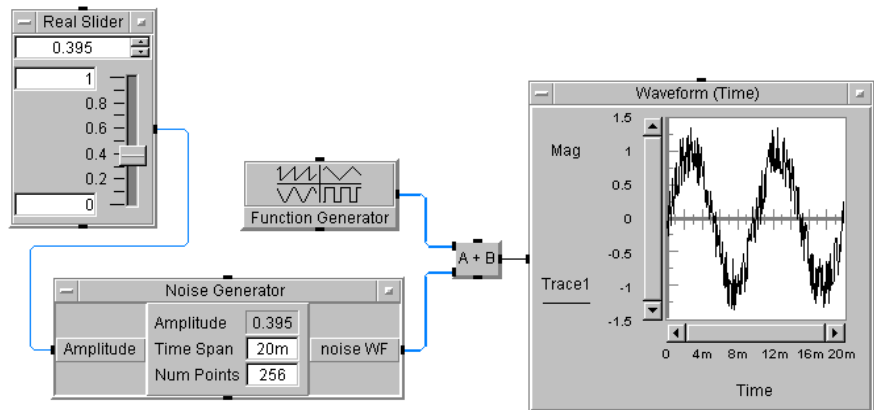 Real Slider
0.395
1
0.8
0.6
0.4
0.2
0
Function Generator
A + B
Noise Generator
Amplitude
Amplitude 0.395
Time Span 20m
Num Points 256
noise WF
Waveform (Time)
Mag
Trace1
1.5
1
0.5
0
-0.5
-1
-1.5
0 4m 8m 12m 16m 20m
Time